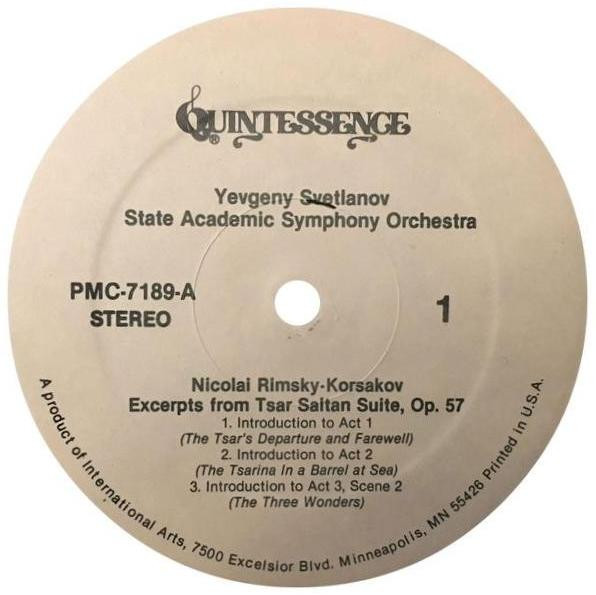 QUINTESSENCE
®
Yevgeny Svetlanov
State Academic Symphony Orchestra
PMC-7189-A
STEREO
1
Nicolai Rimsky-Korsakov
Excerpts from Tsar Saltan Suite, Op. 57
1. Introduction to Act 1
(The Tsar's Departure and Farewell)
2. Introduction to Act 2
(The Tsarina In a Barrel at Sea)
3. Introduction to Act 3, Scene 2
(The Three Wonders)
A product of International Arts, 7500 Excelsior Blvd. Minneapolis, MN 55426 Printed in U.S.A.